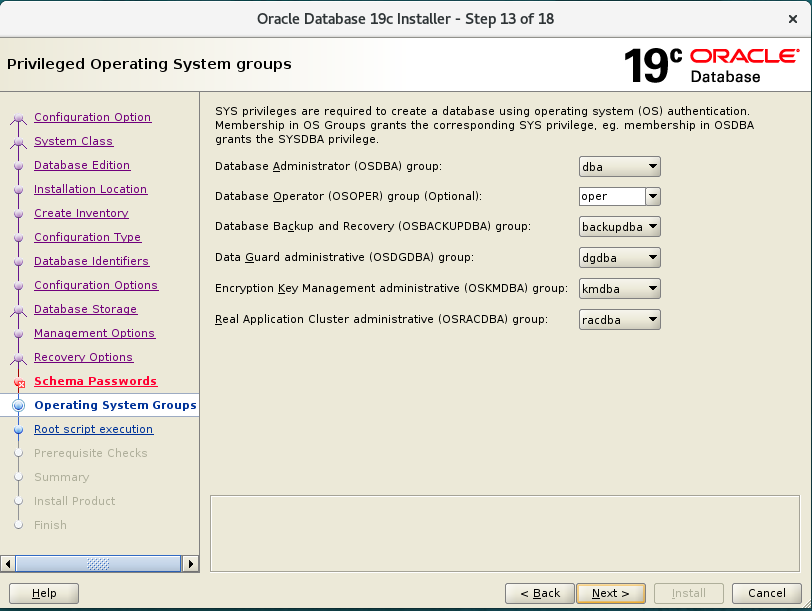 Oracle Database 19c Installer - Step 13 of 18
×
Privileged Operating System groups
19c ORACLE
Database
Configuration Option
System Class
Database Edition
Installation Location
Create Inventory
Configuration Type
Database Identifiers
Configuration Options
Database Storage
Management Options
Recovery Options
Schema Passwords
Operating System Groups
Root script execution
Prerequisite Checks
Summary
Install Product
Finish
SYS privileges are required to create a database using operating system (OS) authentication.
Membership in OS Groups grants the corresponding SYS privilege, eg. membership in OSDBA
grants the SYSDBA privilege.
Database Administrator (OSDBA) group: dba
Database Operator (OSOPER) group (Optional): oper
Database Backup and Recovery (OSBACKUPDBA) group: backupdba
Data Guard administrative (OSDGDBA) group: dgdba
Encryption Key Management administrative (OSKMDBA) group: kmdba
Real Application Cluster administrative (OSRACDBA) group: racdba
Help
< Back
Next >
Install
Cancel